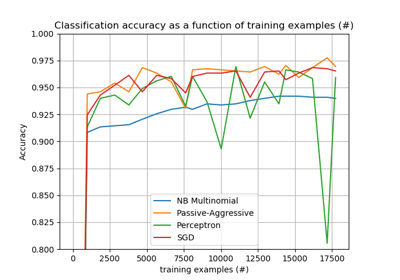 Classification accuracy as a function of training examples (#)
1.000
0.975
0.950
0.925
0.900
0.875
0.850
0.825
0.800
Accuracy
NB Multinomial
Passive-Aggressive
Perceptron
SGD
0 2500 5000 7500 10000 12500 15000 17500
training examples (#)